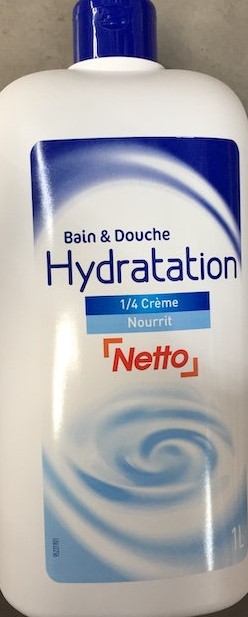 Bain & Douche
Hydratation
1/4 Crème
Nourrit
Netto
1L